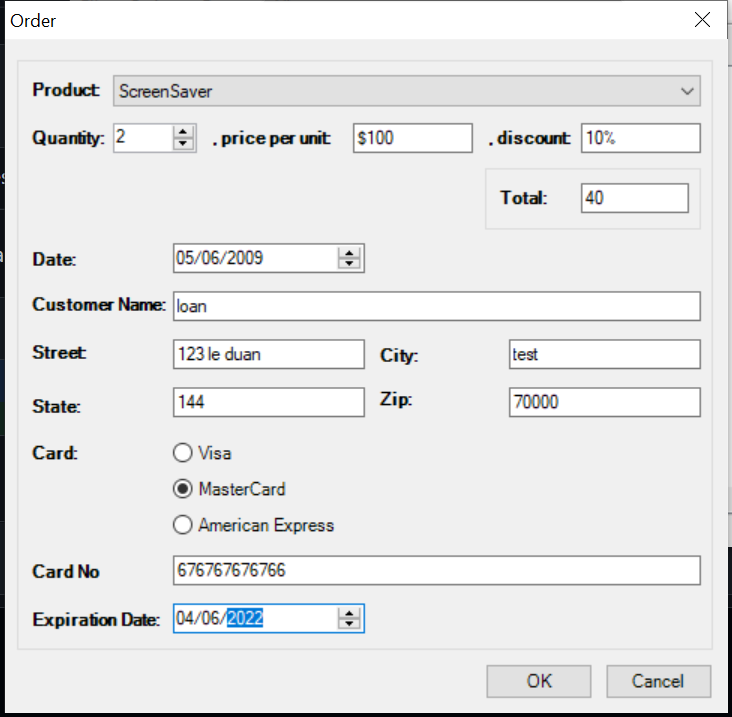 Order
Product: ScreenSaver
Quantity: 2 , price per unit: $100 , discount: 10%
Total: 40
Date: 05/06/2009
Customer Name: loan
Street: 123 le duan City: test
State: 144 Zip: 70000
Card: Visa
MasterCard
American Express
Card No 676767676766
Expiration Date: 04/06/2022
OK Cancel